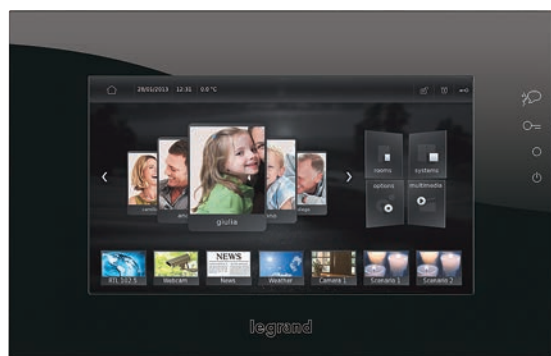 29/01/2013 12:31 0.0 °C
giulia
rooms systems
options multimedia
RTL 102.5 Webcam News Weather Camera 1 Scenario 1 Scenario 2
NEWS
legrand